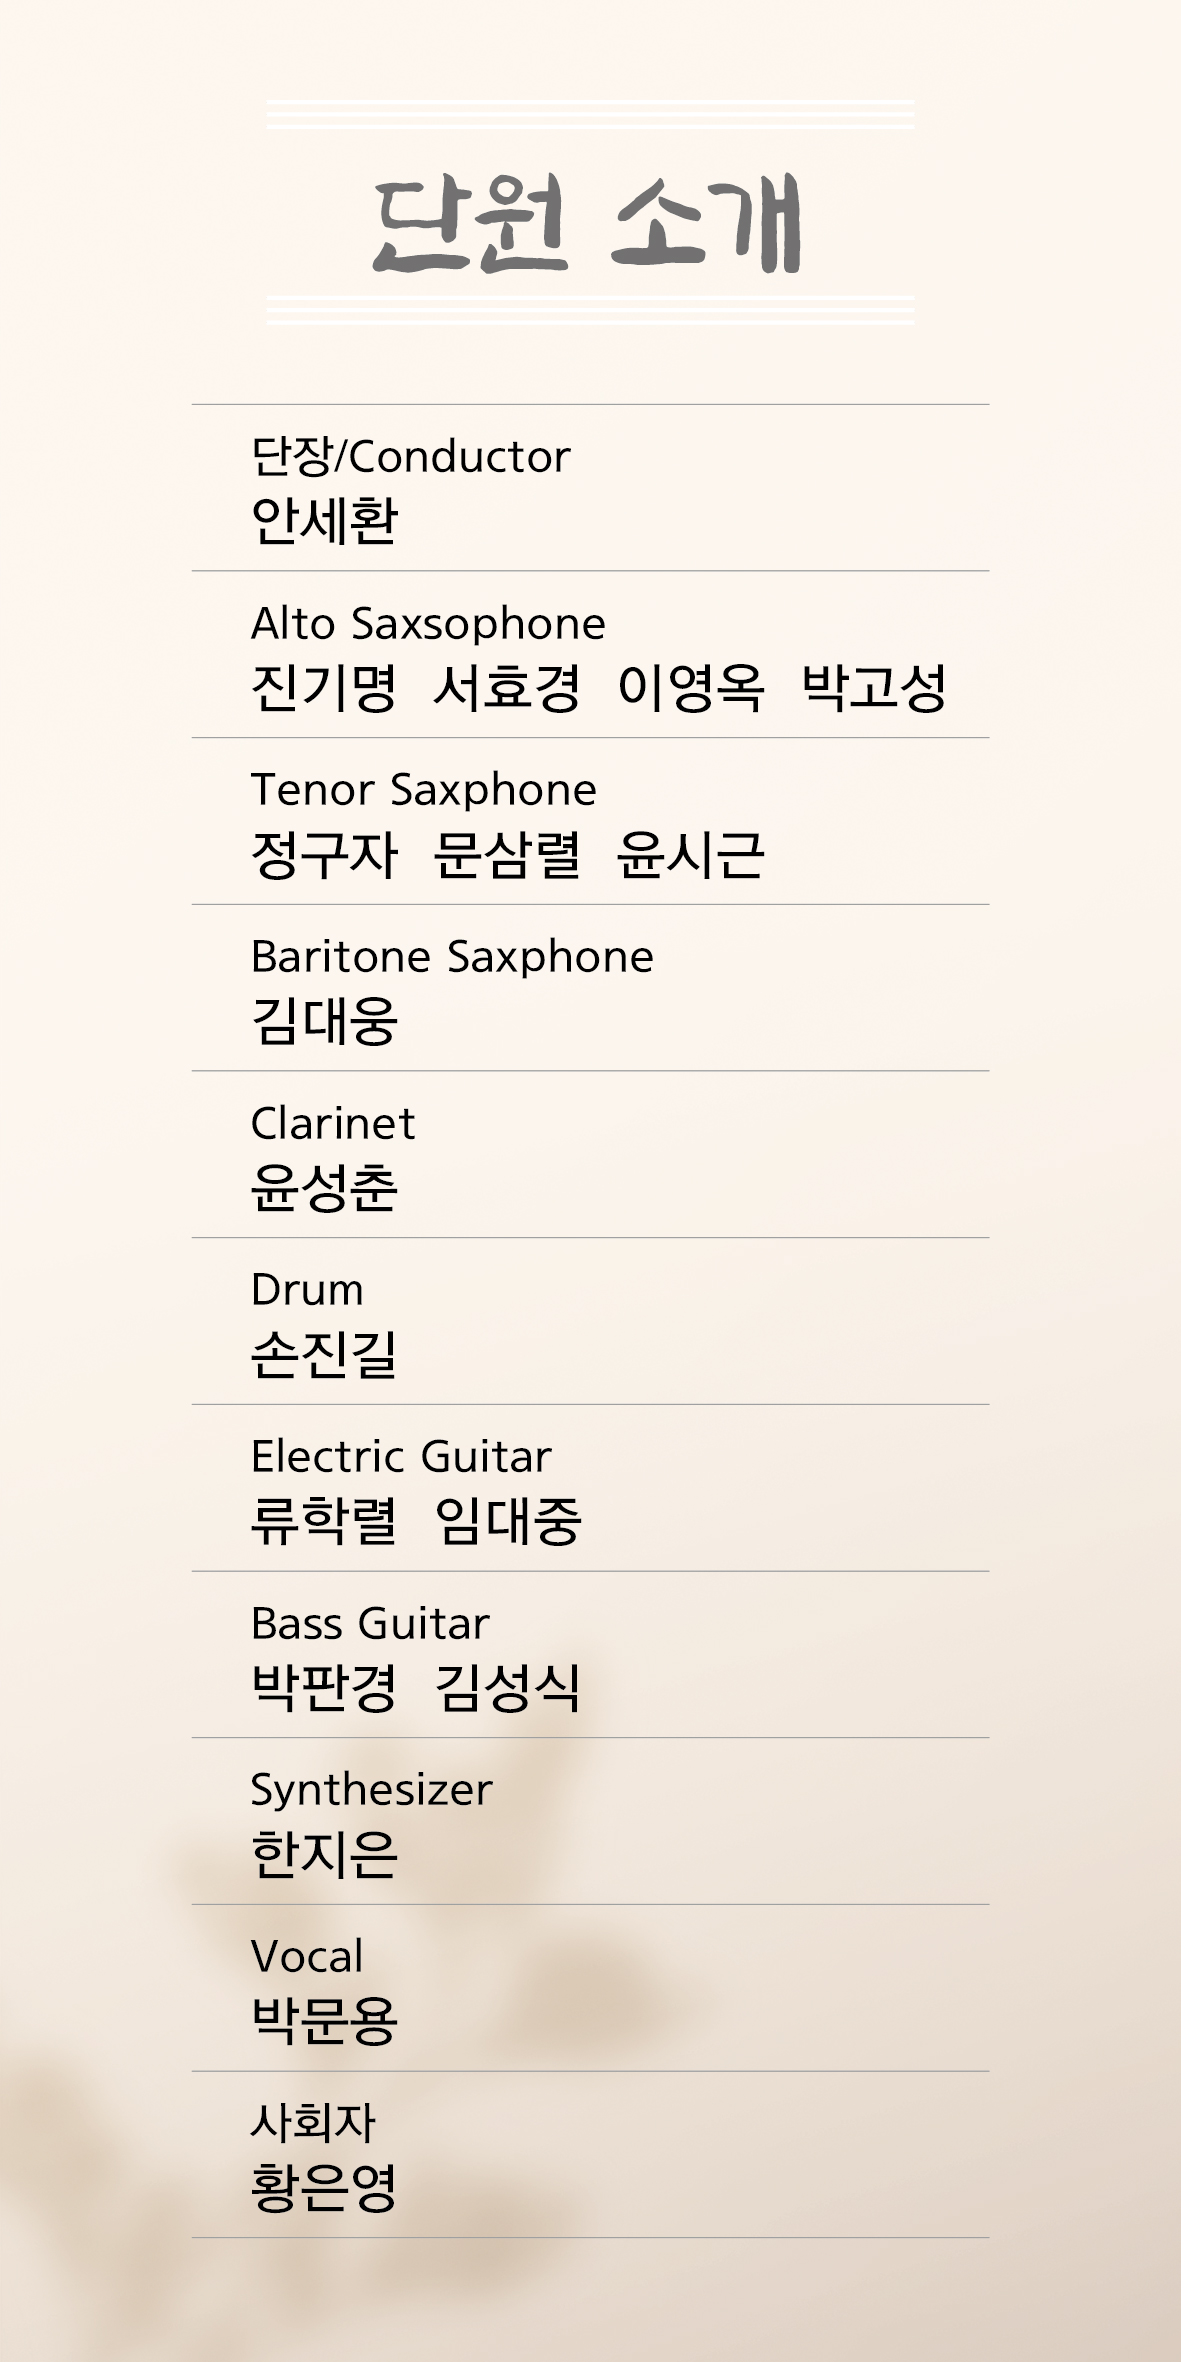 단원 소개
단장/Conductor
안세환
Alto Saxsophone
진기명 서효경 이영옥 박고성
Tenor Saxphone
정구자 문삼렬 윤시근
Baritone Saxphone
김대웅
Clarinet
윤성춘
Drum
손진길
Electric Guitar
류학렬 임대중
Bass Guitar
박판경 김성식
Synthesizer
한지은
Vocal
박문용
사회자
황은영